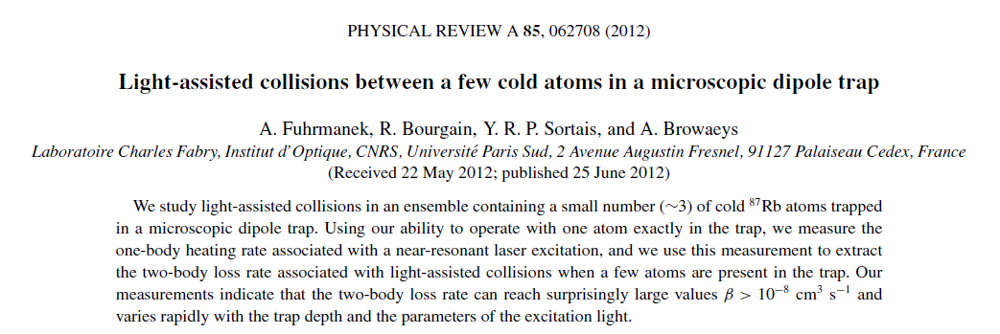 PHYSICAL REVIEW A 85, 062708 (2012)
Light-assisted collisions between a few cold atoms in a microscopic dipole trap
A. Fuhrmanek, R. Bourgain, Y. R. P. Sortais, and A. Browaeys
Laboratoire Charles Fabry, Institut d'Optique, CNRS, Université Paris Sud, 2 Avenue Augustin Fresnel, 91127 Palaiseau Cedex, France
(Received 22 May 2012; published 25 June 2012)
We study light-assisted collisions in an ensemble containing a small number (∼3) of cold ⁸⁷Rb atoms trapped
in a microscopic dipole trap. Using our ability to operate with one atom exactly in the trap, we measure the
one-body heating rate associated with a near-resonant laser excitation, and we use this measurement to extract
the two-body loss rate associated with light-assisted collisions when a few atoms are present in the trap. Our
measurements indicate that the two-body loss rate can reach surprisingly large values β > 10⁻⁸ cm³ s⁻¹ and
varies rapidly with the trap depth and the parameters of the excitation light.